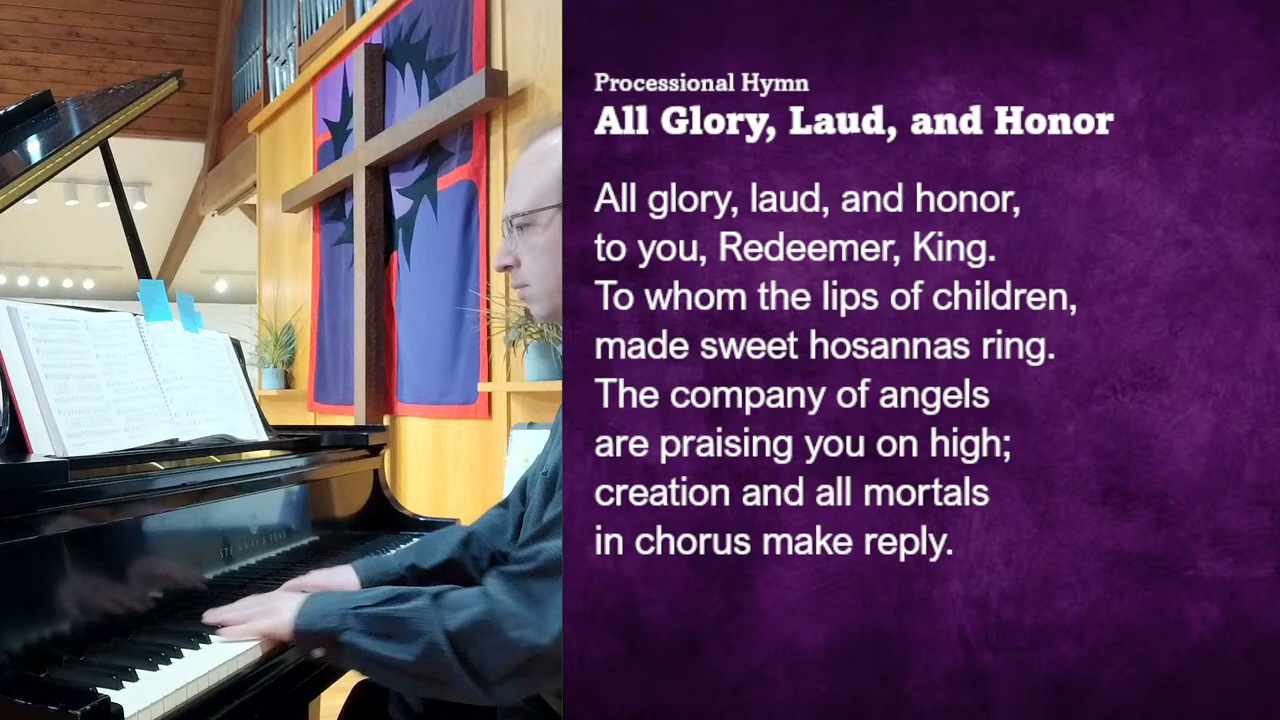 Processional Hymn
All Glory, Laud, and Honor
All glory, laud, and honor,
to you, Redeemer, King.
To whom the lips of children,
made sweet hosannas ring.
The company of angels
are praising you on high;
creation and all mortals
in chorus make reply.
STEINWAY & SONS